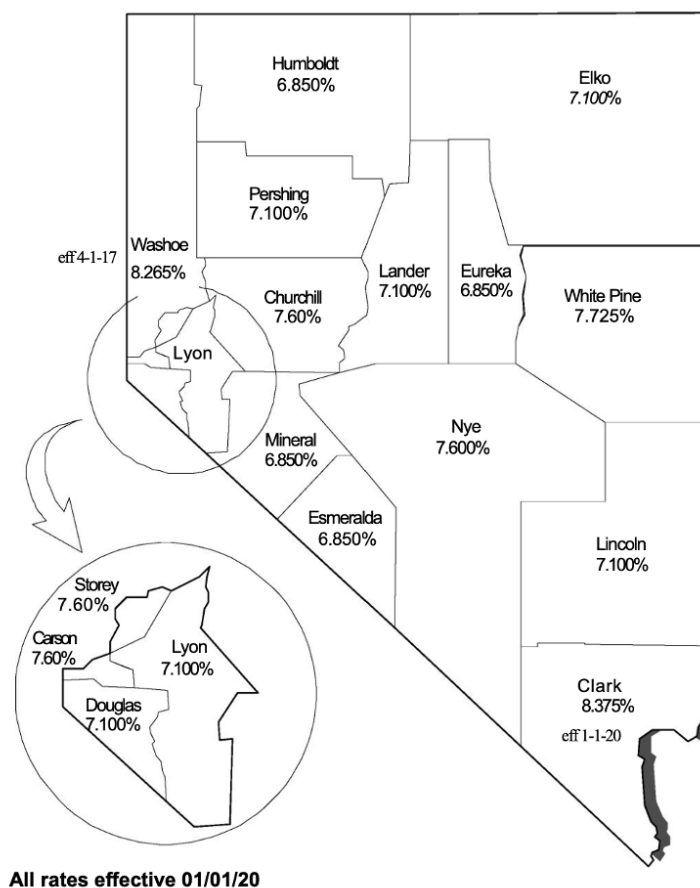 Humboldt
6.850%
Elko
7.100%
Pershing
7.100%
eff 4-1-17
Washoe
8.265%
Churchill
7.60%
Lander
7.100%
Eureka
6.850%
White Pine
7.725%
Lyon
Mineral
6.850%
Nye
7.600%
Esmeralda
6.850%
Lincoln
7.100%
Storey
7.60%
Carson
7.60%
Lyon
7.100%
Douglas
7.100%
Clark
8.375%
eff 1-1-20
All rates effective 01/01/20